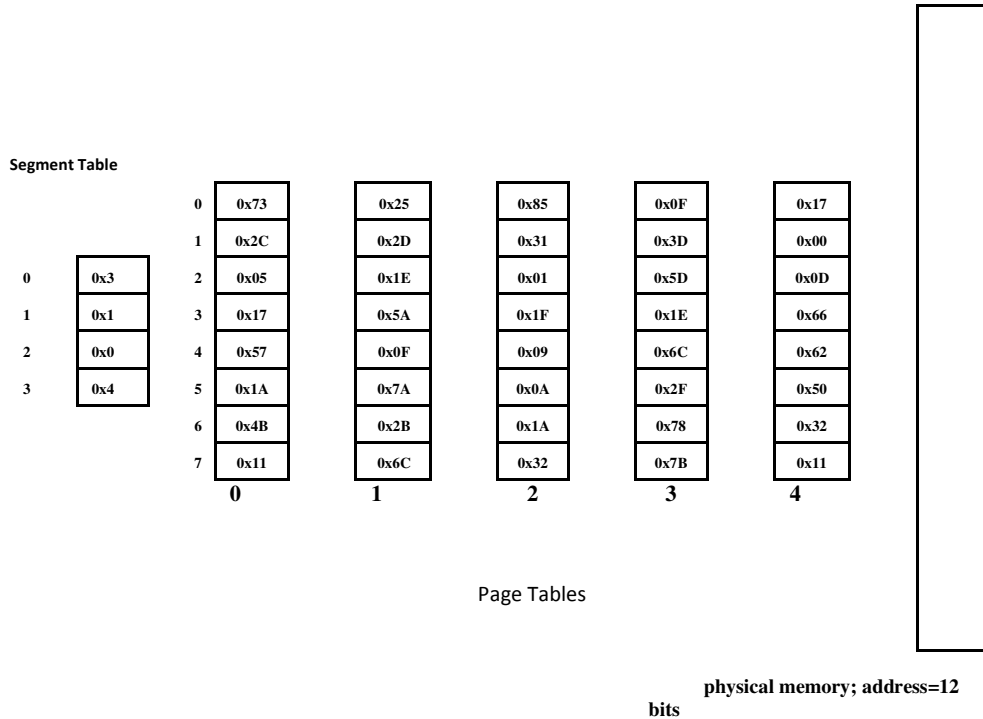 Segment Table
0 0x73 0x25 0x85 0x0F 0x17
1 0x2C 0x2D 0x31 0x3D 0x00
0 0x3 2 0x05 0x1E 0x01 0x5D 0x0D
1 0x1 3 0x17 0x5A 0x1F 0x1E 0x66
2 0x0 4 0x57 0x0F 0x09 0x6C 0x62
3 0x4 5 0x1A 0x7A 0x0A 0x2F 0x50
6 0x4B 0x2B 0x1A 0x78 0x32
7 0x11 0x6C 0x32 0x7B 0x11
0 1 2 3 4
Page Tables
physical memory; address=12
bits